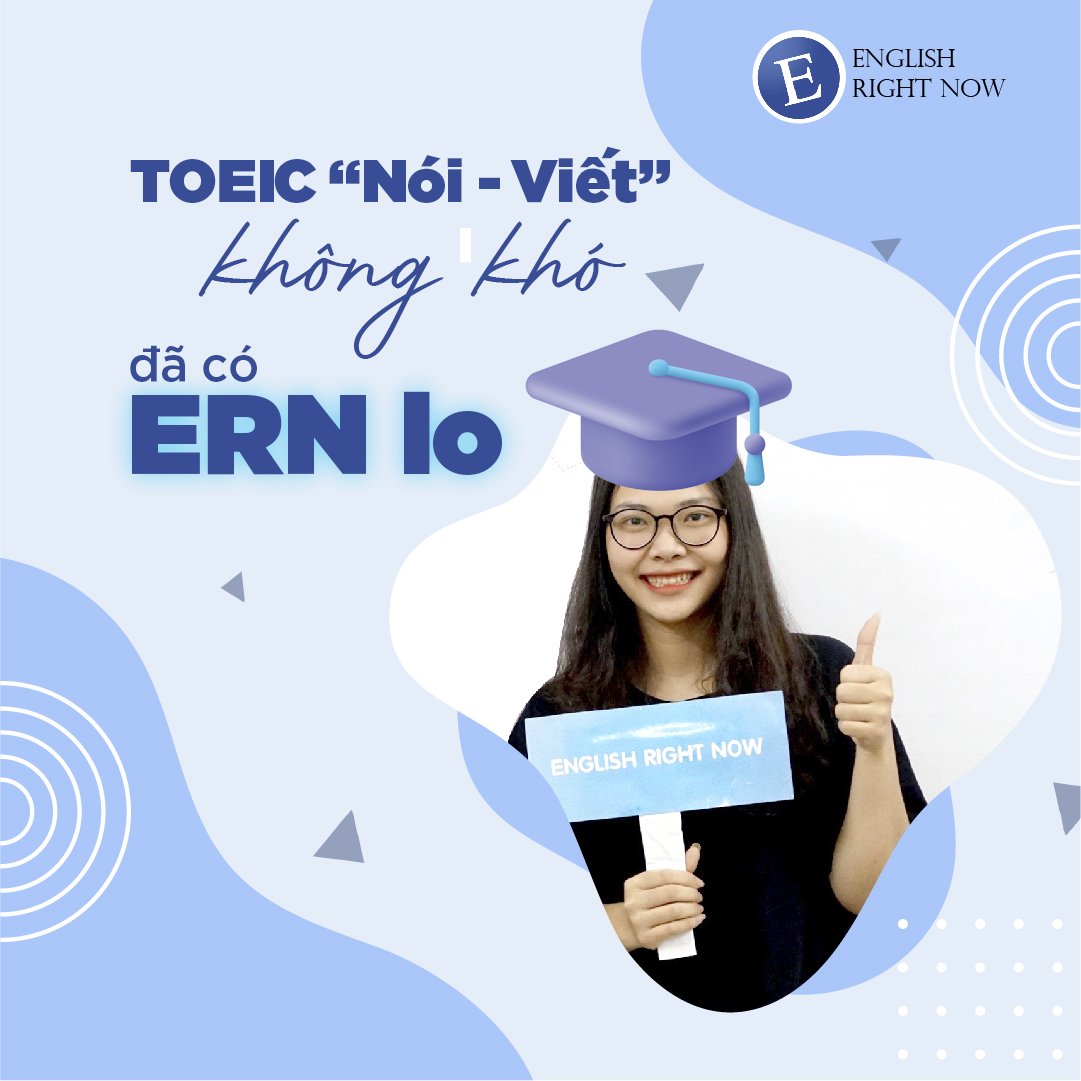 E
ENGLISH
RIGHT NOW
TOEIC “Nói - Viết”
không khó
đã có
ERN lo
ENGLISH RIGHT NOW